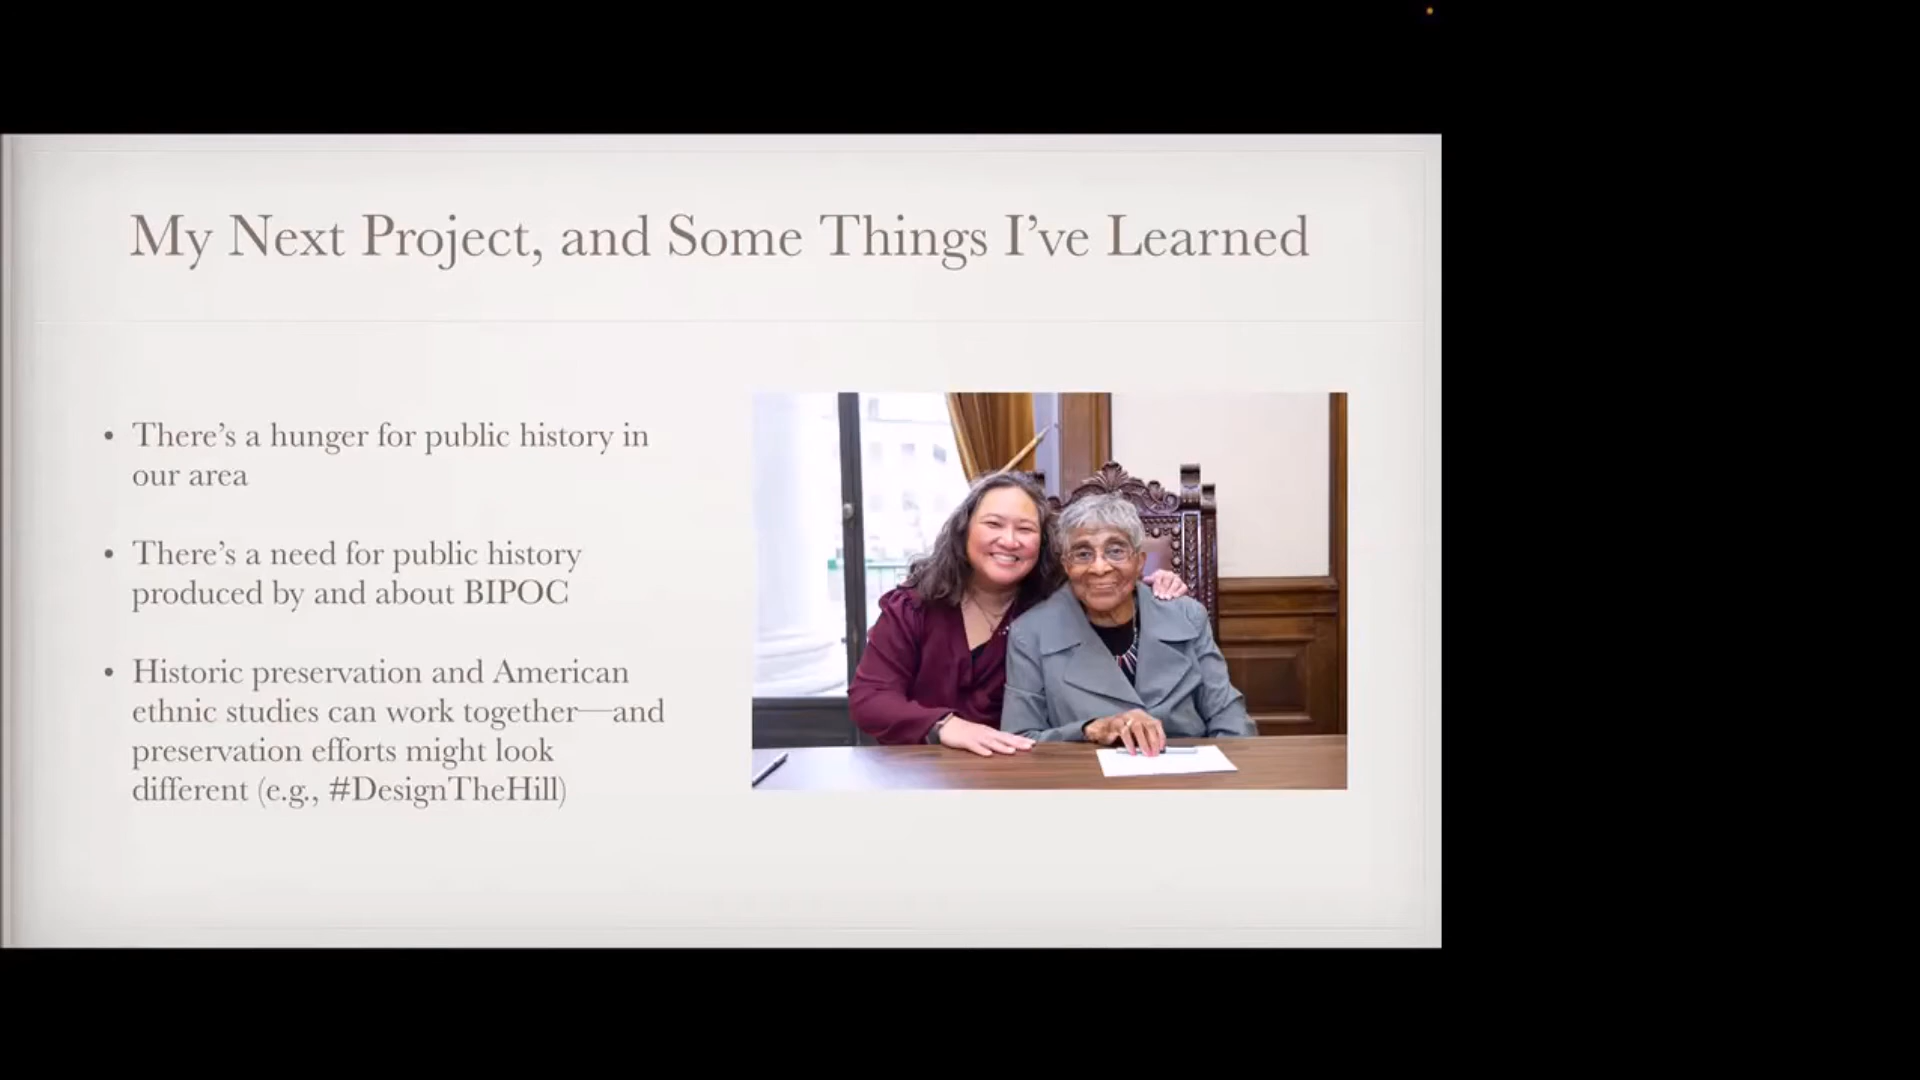 My Next Project, and Some Things I’ve Learned
• There’s a hunger for public history in
our area
• There’s a need for public history
produced by and about BIPOC
• Historic preservation and American
ethnic studies can work together—and
preservation efforts might look
different (e.g., #DesignTheHill)